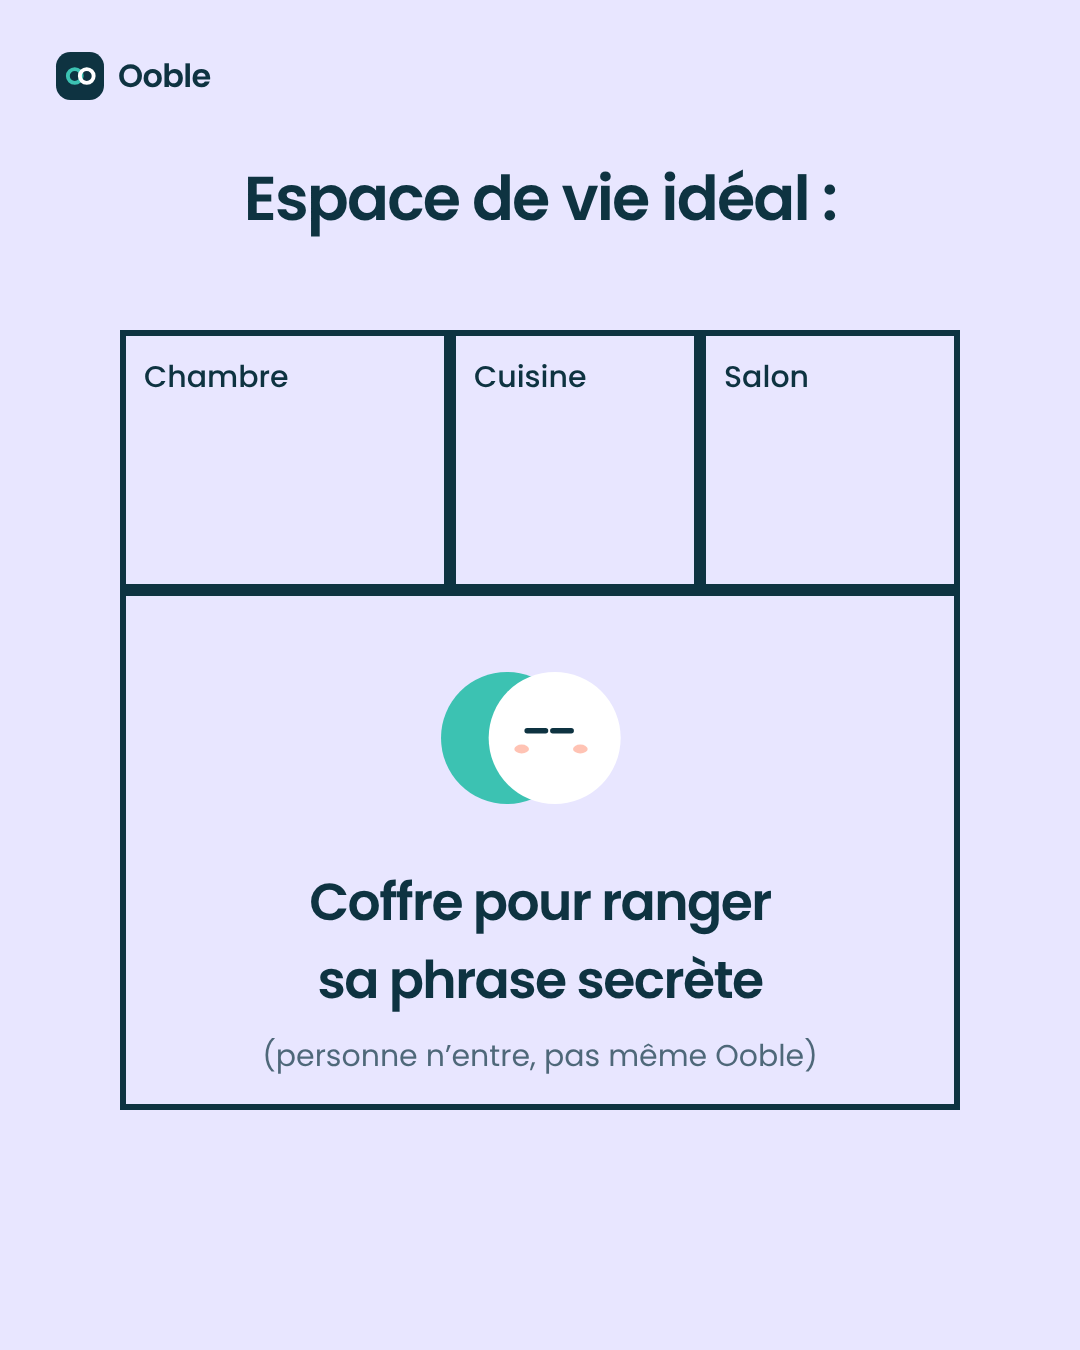 Ooble
Espace de vie idéal :
Chambre
Cuisine
Salon
Coffre pour ranger
sa phrase secrète
(personne n’entre, pas même Ooble)